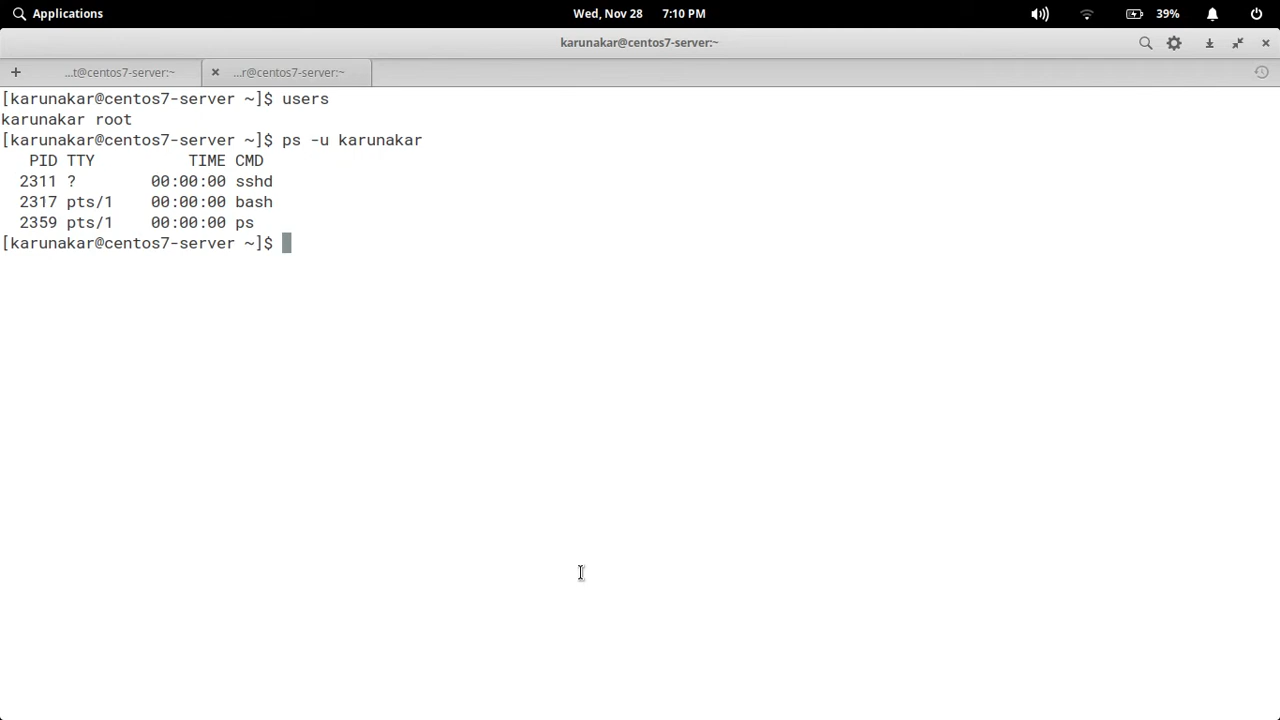 Applications
Wed, Nov 28 7:10 PM
39%
karunakar@centos7-server:~
...t@centos7-server:~
...r@centos7-server:~
[karunakar@centos7-server ~]$ users
karunakar root
[karunakar@centos7-server ~]$ ps -u karunakar
PID TTY TIME CMD
2311 ? 00:00:00 sshd
2317 pts/1 00:00:00 bash
2359 pts/1 00:00:00 ps
[karunakar@centos7-server ~]$